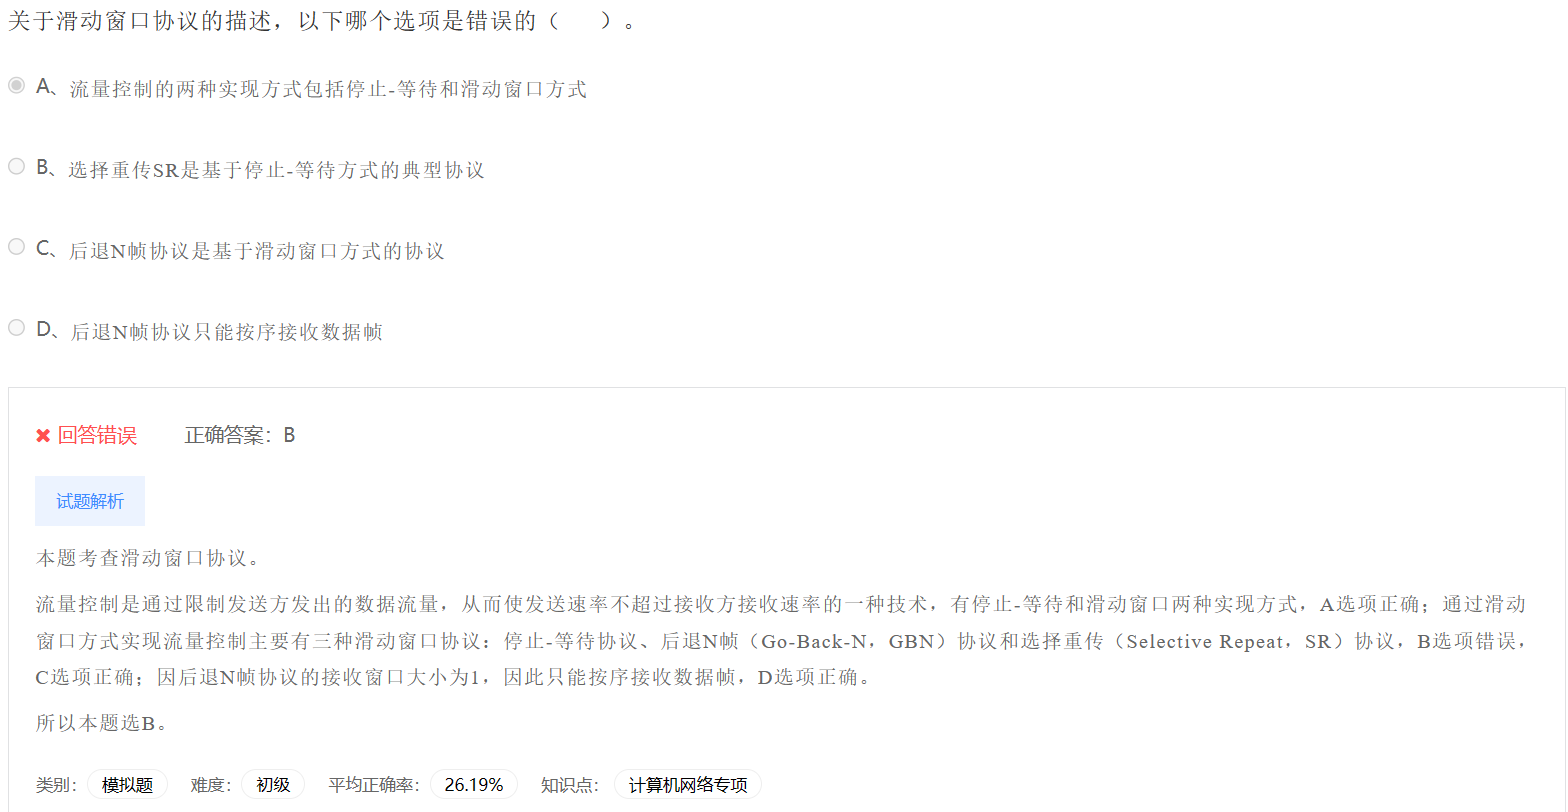 关于滑动窗口协议的描述，以下哪个选项是错误的（　　）。
A、流量控制的两种实现方式包括停止-等待和滑动窗口方式
B、选择重传SR是基于停止-等待方式的典型协议
C、后退N帧协议是基于滑动窗口方式的协议
D、后退N帧协议只能按序接收数据帧
回答错误 正确答案：B
试题解析
本题考查滑动窗口协议。
流量控制是通过限制发送方发出的数据流量，从而使发送速率不超过接收方接收速率的一种技术，有停止-等待和滑动窗口两种实现方式，A选项正确；通过滑动
窗口方式实现流量控制主要有三种滑动窗口协议：停止-等待协议、后退N帧（Go-Back-N，GBN）协议和选择重传（Selective Repeat，SR）协议，B选项错误，
C选项正确；因后退N帧协议的接收窗口大小为1，因此只能按序接收数据帧，D选项正确。
所以本题选B。
类别： 模拟题 难度： 初级 平均正确率： 26.19% 知识点： 计算机网络专项